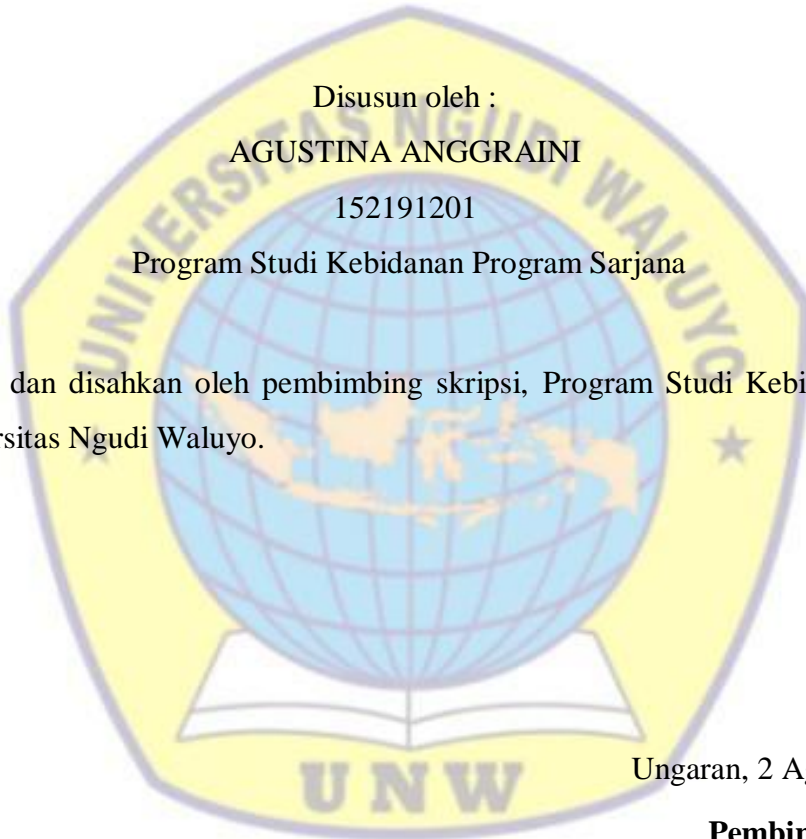 Disusun oleh :
AGUSTINA ANGGRAINI
152191201
Program Studi Kebidanan Program Sarjana
dan disahkan oleh pembimbing skripsi, Program Studi Kebi
rsitas Ngudi Waluyo.
Ungaran, 2 A
Pembin
UNIVERSITAS NGUDI WALUYO
UNW